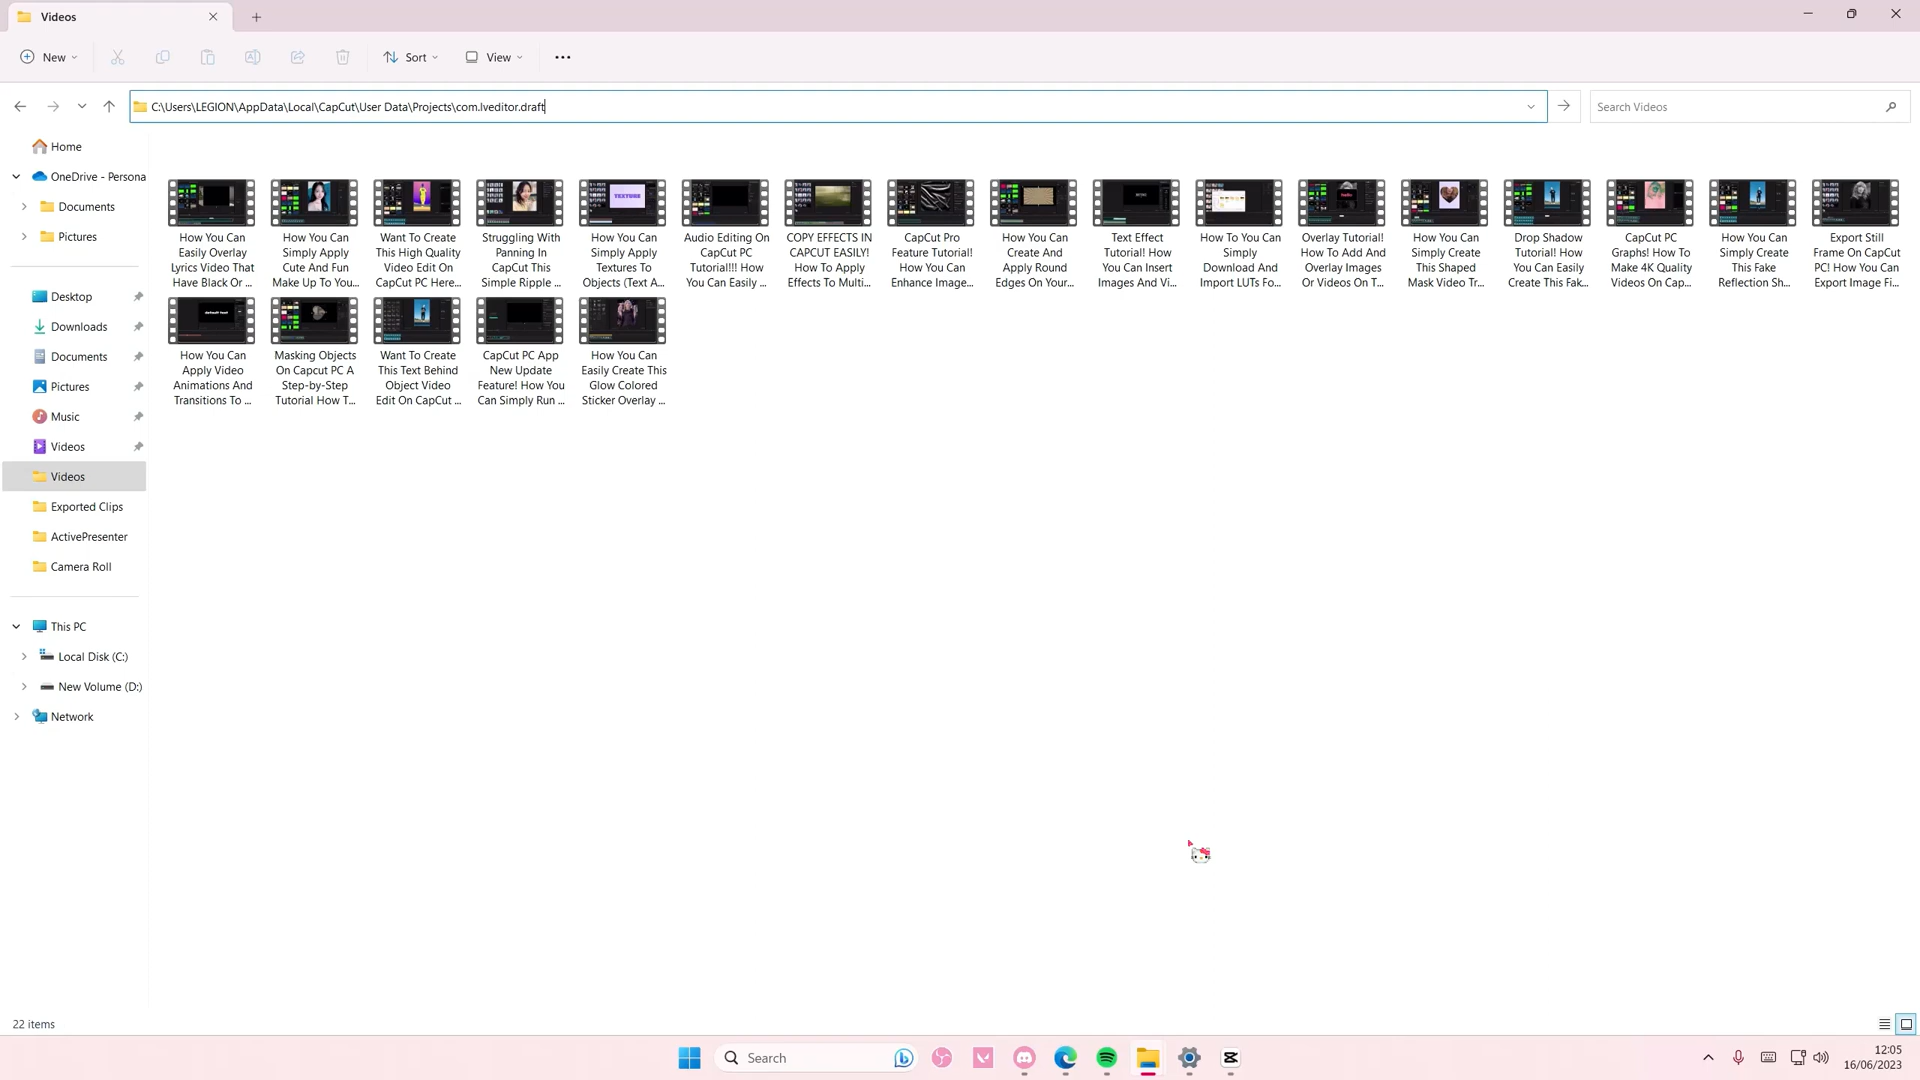 Videos
New
Sort
View
C:\Users\LEGION\AppData\Local\CapCut\User Data\Projects\com.lveditor.draft
Search Videos
Home
OneDrive - Persona
Documents
Pictures
Desktop
Downloads
Documents
Pictures
Music
Videos
Videos
Exported Clips
ActivePresenter
Camera Roll
This PC
Local Disk (C:)
New Volume (D:)
Network
How You Can
Easily Overlay
Lyrics Video That
Have Black Or ...
How You Can
Simply Apply
Cute And Fun
Make Up To You...
Want To Create
This High Quality
Video Edit On
CapCut PC Here...
Struggling With
Panning In
CapCut This
Simple Ripple ...
How You Can
Simply Apply
Textures To
Objects (Text A...
Audio Editing On
CapCut PC
Tutorial!!! How
You Can Easily ...
COPY EFFECTS IN
CAPCUT EASILY!
How To Apply
Effects To Multi...
CapCut Pro
Feature Tutorial!
How You Can
Enhance Image...
How You Can
Create And
Apply Round
Edges On Your...
Text Effect
Tutorial! How
You Can Insert
Images And Vi...
How To You Can
Simply
Download And
Import LUTs Fo...
Overlay Tutorial!
How To Add And
Overlay Images
Or Videos On T...
How You Can
Simply Create
This Shaped
Mask Video Tr...
Drop Shadow
Tutorial! How
You Can Easily
Create This Fak...
CapCut PC
Graphs! How To
Make 4K Quality
Videos On Cap...
How You Can
Simply Create
This Fake
Reflection Sh...
Export Still
Frame On CapCut
PC! How You Can
Export Image Fi...
How You Can
Apply Video
Animations And
Transitions To ...
Masking Objects
On Capcut PC A
Step-by-Step
Tutorial How T...
Want To Create
This Text Behind
Object Video
Edit On CapCut ...
CapCut PC App
New Update
Feature! How You
Can Simply Run ...
How You Can
Easily Create This
Glow Colored
Sticker Overlay ...
TEXTURE
22 items
Search
12:05
16/06/2023